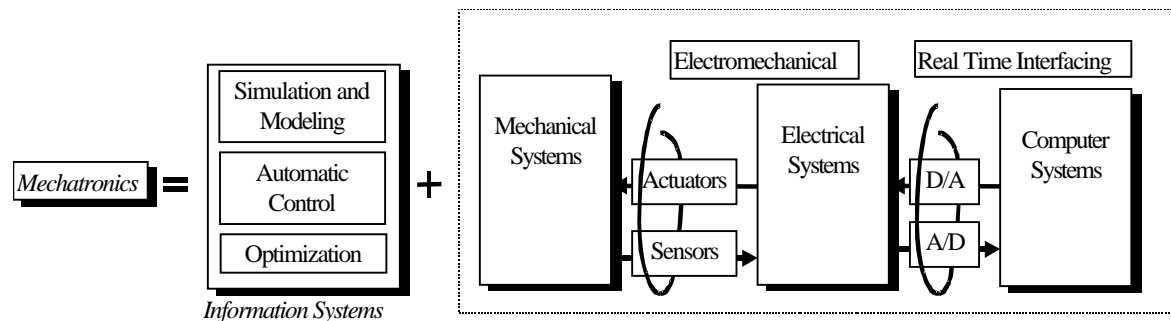 Mechatronics
Simulation and
Modeling
Automatic
Control
Optimization
Information Systems
Electromechanical
Real Time Interfacing
Mechanical
Systems
Actuators
Sensors
Electrical
Systems
D/A
A/D
Computer
Systems